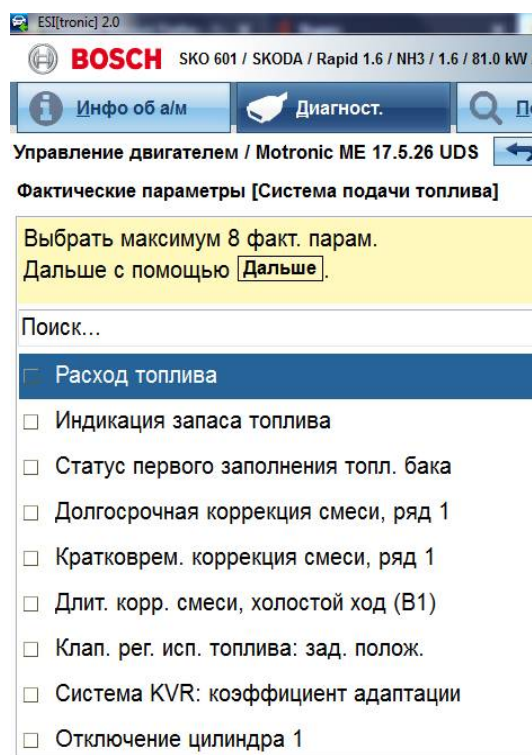 ESI[tronic] 2.0
BOSCH SKO 601 / SKODA / Rapid 1.6 / NH3 / 1.6 / 81.0 kW
Инфо об а/м Диагност.
Управление двигателем / Motronic ME 17.5.26 UDS
Фактические параметры [Система подачи топлива]
Выбрать максимум 8 факт. парам.
Дальше с помощью Дальше.
Поиск...
Расход топлива
Индикация запаса топлива
Статус первого заполнения топл. бака
Долгосрочная коррекция смеси, ряд 1
Кратковрем. коррекция смеси, ряд 1
Длит. корр. смеси, холостой ход (B1)
Клап. рег. исп. топлива: зад. полож.
Система KVR: коэффициент адаптации
Отключение цилиндра 1